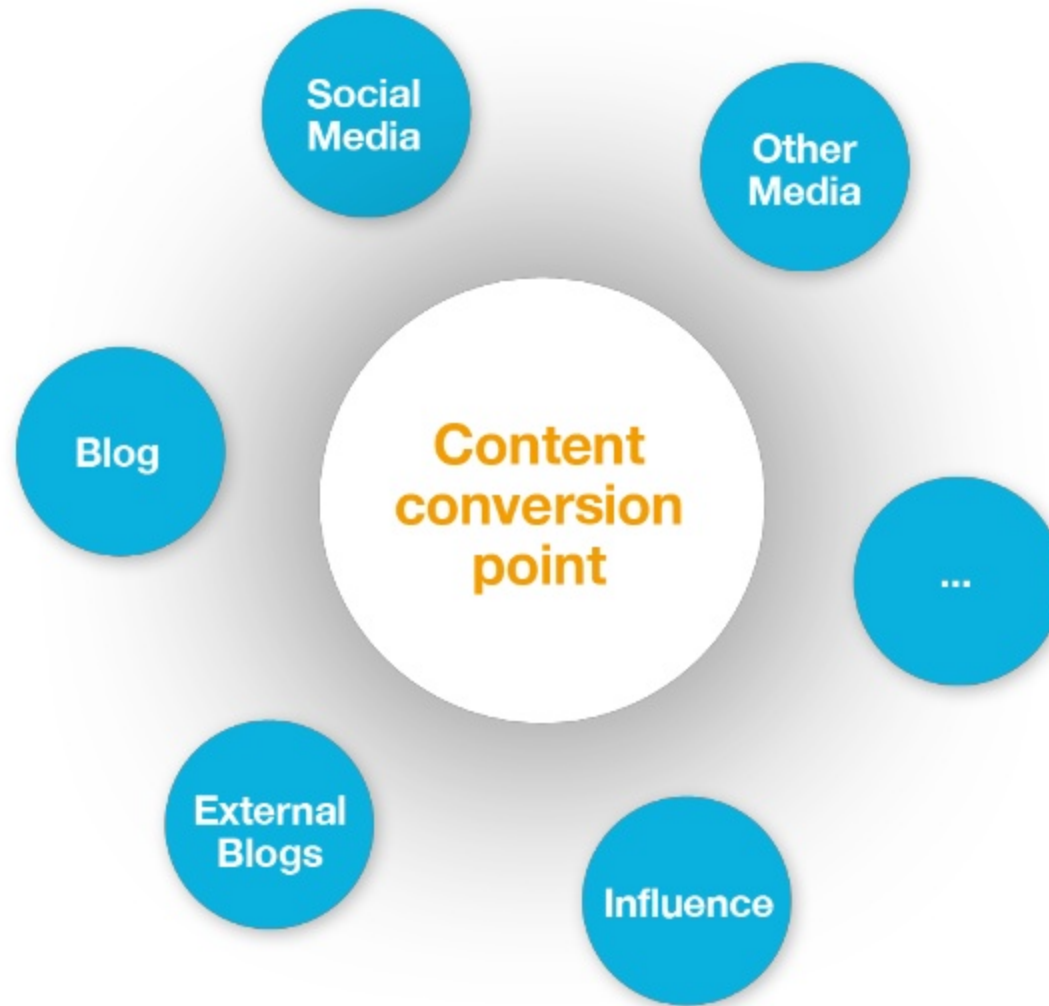 Social
Media
Other
Media
Blog
Content
conversion
point
...
External
Blogs
Influence